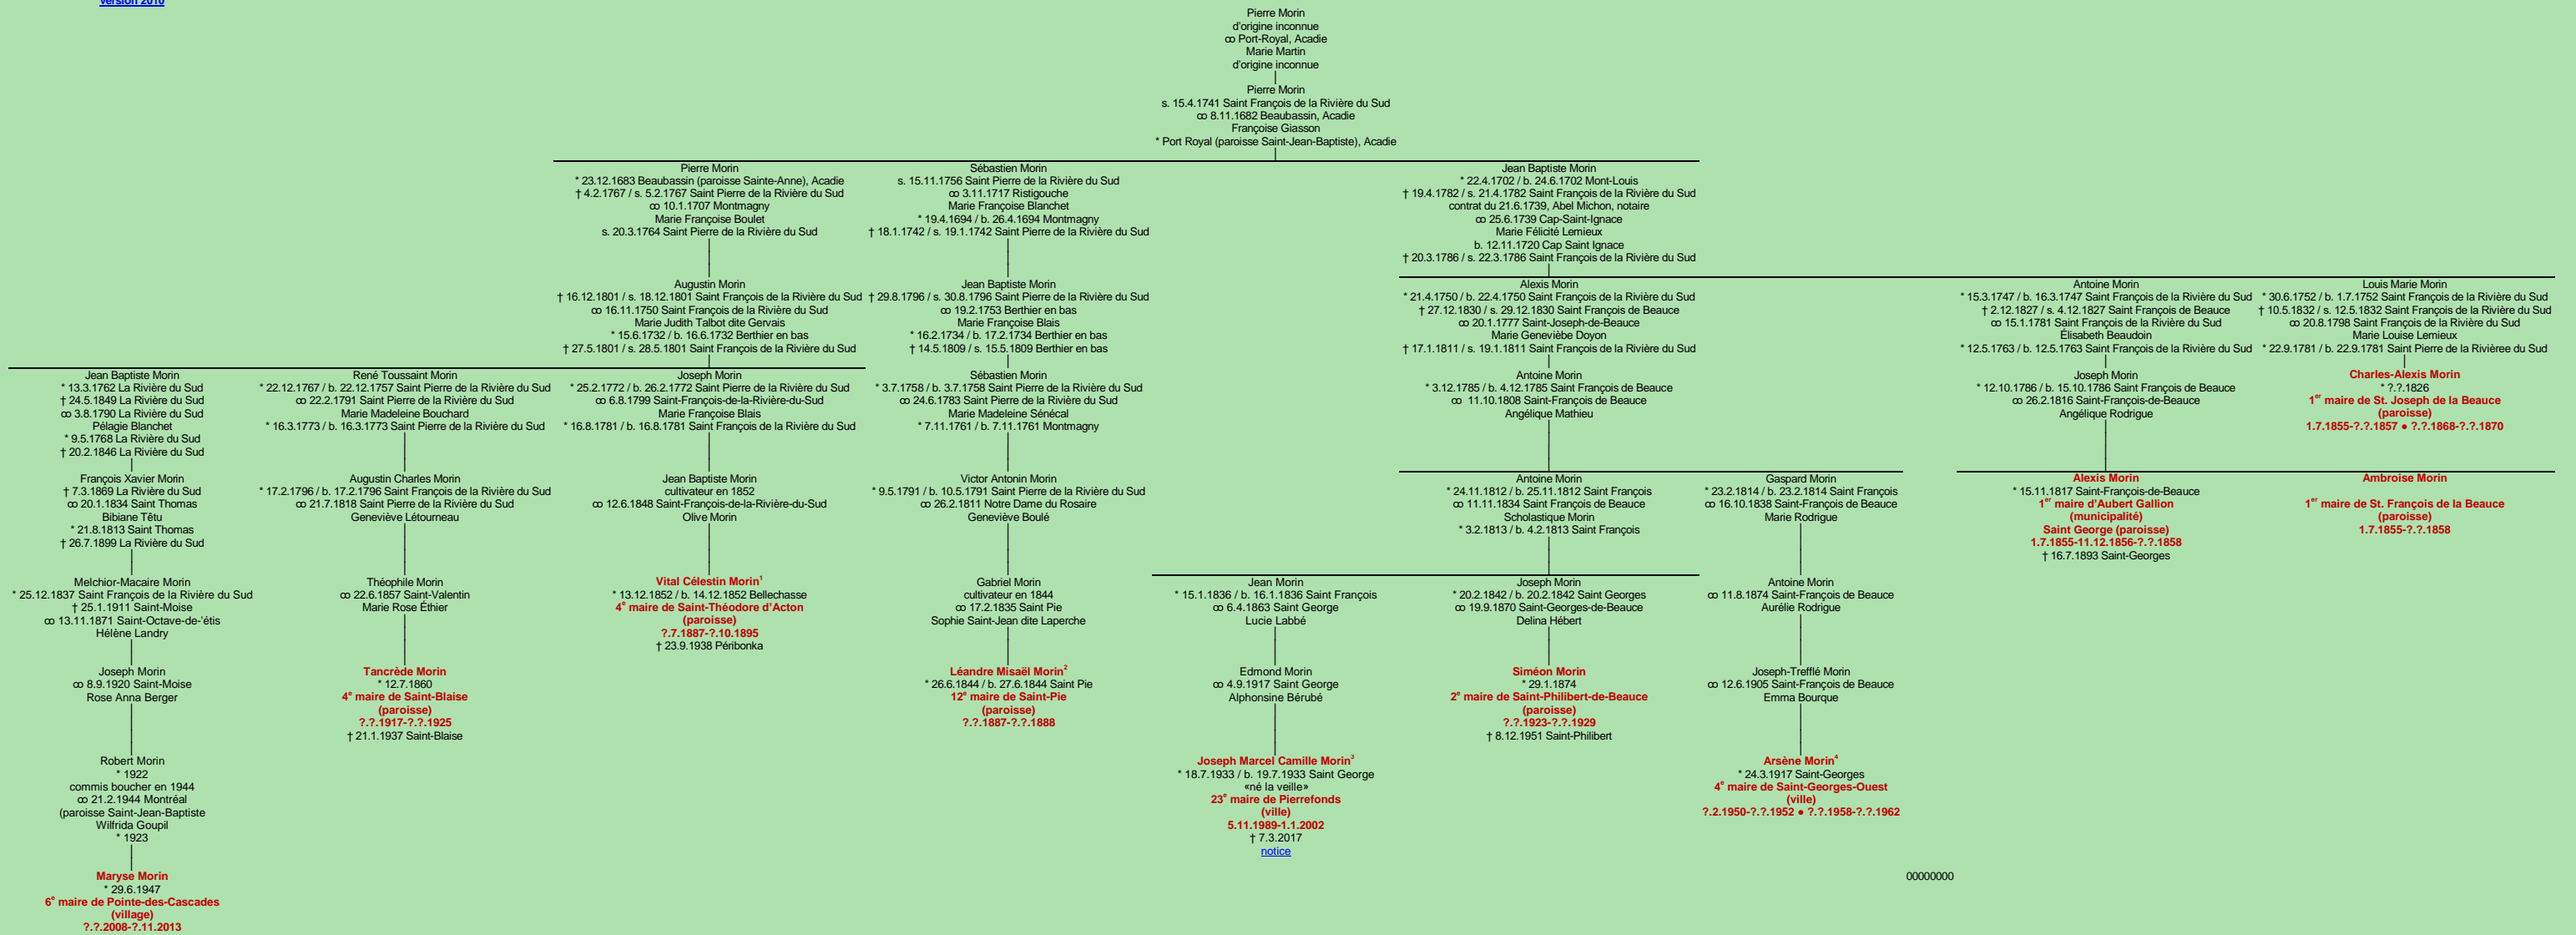 version 2010
Pierre Morin
d'origine inconnue
ꝏ Port-Royal, Acadie
Marie Martin
d'origine inconnue
Pierre Morin
s. 15.4.1741 Saint François de la Rivière du Sud
ꝏ 8.11.1682 Beaubassin, Acadie
Françoise Giasson
* Port Royal (paroisse Saint-Jean-Baptiste), Acadie
Pierre Morin
* 23.12.1683 Beaubassin (paroisse Sainte-Anne), Acadie
† 4.2.1767 / s. 5.2.1767 Saint Pierre de la Rivière du Sud
ꝏ 10.1.1707 Montmagny
Marie Françoise Boulet
s. 20.3.1764 Saint Pierre de la Rivière du Sud
Sébastien Morin
s. 15.11.1756 Saint Pierre de la Rivière du Sud
ꝏ 3.11.1717 Ristigouche
Marie Françoise Blanchet
* 19.4.1694 / b. 26.4.1694 Montmagny
† 18.1.1742 / s. 19.1.1742 Saint Pierre de la Rivière du Sud
Jean Baptiste Morin
* 22.4.1702 / b. 24.6.1702 Mont-Louis
† 19.4.1782 / s. 21.4.1782 Saint François de la Rivière du Sud
contrat du 21.6.1739, Abel Michon, notaire
ꝏ 25.6.1739 Cap-Saint-Ignace
Marie Félicité Lemieux
b. 12.11.1720 Cap Saint Ignace
† 20.3.1786 / s. 22.3.1786 Saint François de la Rivière du Sud
Augustin Morin
† 16.12.1801 / s. 18.12.1801 Saint François de la Rivière du Sud
ꝏ 16.11.1750 Saint François de la Rivière du Sud
Marie Judith Talbot dite Gervais
* 15.6.1732 / b. 16.6.1732 Berthier en bas
† 27.5.1801 / s. 28.5.1801 Saint François de la Rivière du Sud
Jean Baptiste Morin
† 29.8.1796 / s. 30.8.1796 Saint Pierre de la Rivière du Sud
ꝏ 19.2.1753 Berthier en bas
Marie Françoise Blais
* 16.2.1734 / b. 17.2.1734 Berthier en bas
† 14.5.1809 / s. 15.5.1809 Berthier en bas
Alexis Morin
* 21.4.1750 / b. 22.4.1750 Saint François de la Rivière du Sud
† 27.12.1830 / s. 29.12.1830 Saint François de Beauce
ꝏ 20.1.1777 Saint-Joseph-de-Beauce
Marie Genevièbe Doyon
† 17.1.1811 / s. 19.1.1811 Saint François de la Rivière du Sud
Antoine Morin
* 15.3.1747 / b. 16.3.1747 Saint François de la Rivière du Sud
† 2.12.1827 / s. 4.12.1827 Saint François de Beauce
ꝏ 15.1.1781 Saint François de la Rivière du Sud
Élisabeth Beaudoin
* 12.5.1763 / b. 12.5.1763 Saint François de la Rivière du Sud
Louis Marie Morin
* 30.6.1752 / b. 1.7.1752 Saint François de la Rivière du Sud
† 10.5.1832 / s. 12.5.1832 Saint François de la Rivière du Sud
ꝏ 20.8.1798 Saint François de la Rivière du Sud
Marie Louise Lemieux
* 22.9.1781 / b. 22.9.1781 Saint Pierre de la Rivièree du Sud
Jean Baptiste Morin
* 13.3.1762 La Rivière du Sud
† 24.5.1849 La Rivière du Sud
ꝏ 3.8.1790 La Rivière du Sud
Pélagie Blanchet
* 9.5.1768 La Rivière du Sud
† 20.2.1846 La Rivière du Sud
René Toussaint Morin
* 22.12.1767 / b. 22.12.1757 Saint Pierre de la Rivière du Sud
ꝏ 22.2.1791 Saint Pierre de la Rivière du Sud
Marie Madeleine Bouchard
* 16.3.1773 / b. 16.3.1773 Saint Pierre de la Rivière du Sud
Joseph Morin
* 25.2.1772 / b. 26.2.1772 Saint Pierre de la Rivière du Sud
ꝏ 6.8.1799 Saint-François-de-la-Rivière-du-Sud
Marie Françoise Blais
* 16.8.1781 / b. 16.8.1781 Saint François de la Rivière du Sud
Sébastien Morin
* 3.7.1758 / b. 3.7.1758 Saint Pierre de la Rivière du Sud
ꝏ 24.6.1783 Saint Pierre de la Rivière du Sud
Marie Madeleine Sénécal
* 7.11.1761 / b. 7.11.1761 Montmagny
Antoine Morin
* 3.12.1785 / b. 4.12.1785 Saint François de Beauce
ꝏ 11.10.1808 Saint-François de Beauce
Angélique Mathieu
Joseph Morin
* 12.10.1786 / b. 15.10.1786 Saint François de Beauce
ꝏ 26.2.1816 Saint-François-de-Beauce
Angélique Rodrigue
Charles-Alexis Morin
* ?.?.1826
1er maire de St. Joseph de la Beauce
(paroisse)
1.7.1855-?.?.1857 ● ?.?.1868-?.?.1870
François Xavier Morin
† 7.3.1869 La Rivière du Sud
ꝏ 20.1.1834 Saint Thomas
Bibiane Têtu
* 21.8.1813 Saint Thomas
† 26.7.1899 La Rivière du Sud
Augustin Charles Morin
* 17.2.1796 / b. 17.2.1796 Saint François de la Rivière du Sud
ꝏ 21.7.1818 Saint Pierre de la Rivière du Sud
Geneviève Létourneau
Jean Baptiste Morin
cultivateur en 1852
ꝏ 12.6.1848 Saint-François-de-la-Rivière-du-Sud
Olive Morin
Victor Antonin Morin
* 9.5.1791 / b. 10.5.1791 Saint Pierre de la Rivière du Sud
ꝏ 26.2.1811 Notre Dame du Rosaire
Geneviève Boulé
Antoine Morin
* 24.11.1812 / b. 25.11.1812 Saint François
ꝏ 11.11.1834 Saint François de Beauce
Scholastique Morin
* 3.2.1813 / b. 4.2.1813 Saint François
Gaspard Morin
* 23.2.1814 / b. 23.2.1814 Saint François
ꝏ 16.10.1838 Saint-François-de-Beauce
Marie Rodrigue
Alexis Morin
* 15.11.1817 Saint-François-de-Beauce
1er maire d'Aubert Gallion
(municipalité)
Saint George (paroisse)
1.7.1855-11.12.1856-?.?.1858
† 16.7.1893 Saint-Georges
Ambroise Morin
1er maire de St. François de la Beauce
(paroisse)
1.7.1855-?.?.1858
Melchior-Macaire Morin
* 25.12.1837 Saint François de la Rivière du Sud
† 25.1.1911 Saint-Moise
ꝏ 13.11.1871 Saint-Octave-de-'étis
Hélène Landry
Théophile Morin
ꝏ 22.6.1857 Saint-Valentin
Marie Rose Éthier
Vital Célestin Morin¹
* 13.12.1852 / b. 14.12.1852 Bellechasse
4e maire de Saint-Théodore d'Acton
(paroisse)
?.7.1887-?.10.1895
† 23.9.1938 Péribonka
Gabriel Morin
cultivateur en 1844
ꝏ 17.2.1835 Saint Pie
Sophie Saint-Jean dite Laperche
Jean Morin
* 15.1.1836 / b. 16.1.1836 Saint François
ꝏ 6.4.1863 Saint George
Lucie Labbé
Joseph Morin
* 20.2.1842 / b. 20.2.1842 Saint Georges
ꝏ 19.9.1870 Saint-Georges-de-Beauce
Delina Hébert
Antoine Morin
ꝏ 11.8.1874 Saint-François de Beauce
Aurélie Rodrigue
Joseph Morin
ꝏ 8.9.1920 Saint-Moise
Rose Anna Berger
Tancrède Morin
* 12.7.1860
4e maire de Saint-Blaise
(paroisse)
?.?.1917-?.?.1925
† 21.1.1937 Saint-Blaise
Léandre Misaël Morin²
* 26.6.1844 / b. 27.6.1844 Saint Pie
12e maire de Saint-Pie
(paroisse)
?.?.1887-?.?.1888
Edmond Morin
ꝏ 4.9.1917 Saint George
Alphonsine Bérubé
Siméon Morin
* 29.1.1874
2e maire de Saint-Philibert-de-Beauce
(paroisse)
?.?.1923-?.?.1929
† 8.12.1951 Saint-Philibert
Joseph-Trefflé Morin
ꝏ 12.6.1905 Saint-François de Beauce
Emma Bourque
Robert Morin
* 1922
commis boucher en 1944
ꝏ 21.2.1944 Montréal
(paroisse Saint-Jean-Baptiste
Wilfrida Goupil
* 1923
Joseph Marcel Camille Morin³
* 18.7.1933 / b. 19.7.1933 Saint George
«né la veille»
23e maire de Pierrefonds
(ville)
5.11.1989-1.1.2002
† 7.3.2017
notice
Arsène Morin⁴
* 24.3.1917 Saint-Georges
4e maire de Saint-Georges-Ouest
(ville)
?.2.1950-?.?.1952 ● ?.?.1958-?.?.1962
Maryse Morin
* 29.6.1947
6e maire de Pointe-des-Cascades
(village)
?.?.2008-?.11.2013
00000000